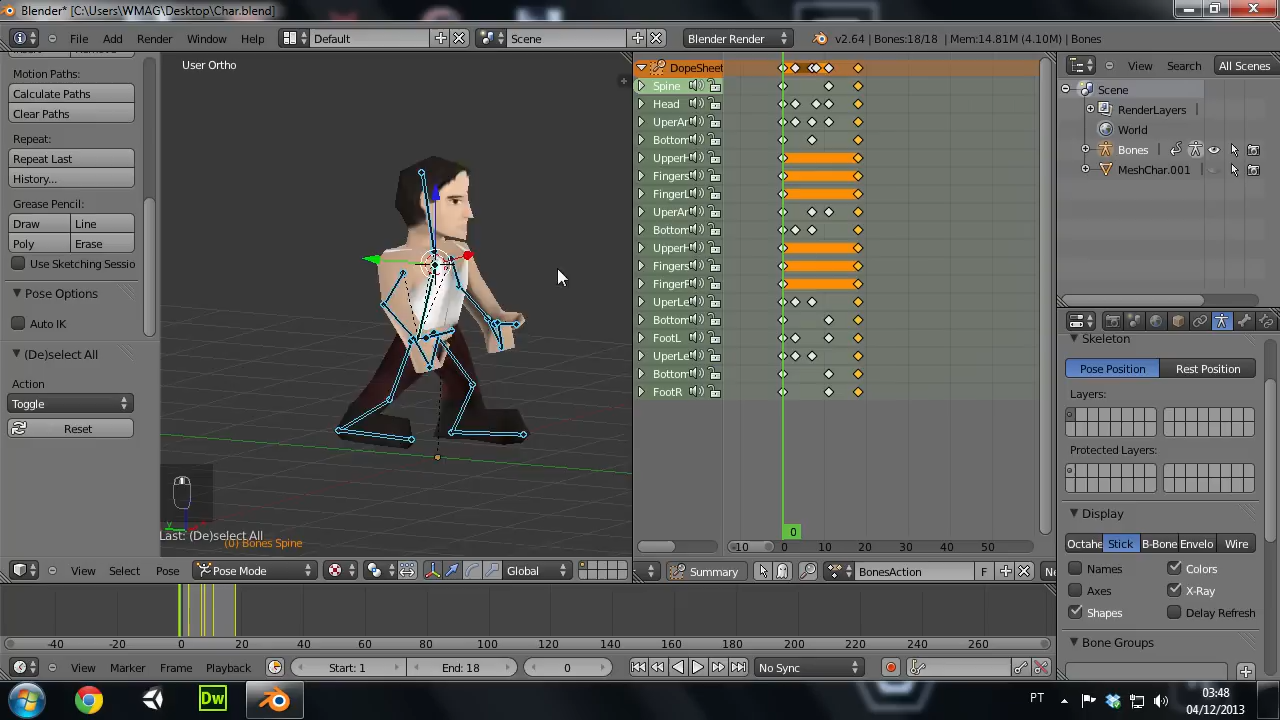 Blender* [C:\Users\WMAG\Desktop\Char.blend]
File Add Render Window Help Default Scene Blender Render v2.64 | Bones:18/18 | Mem:14.81M (4.10M) | Bones
Motion Paths:
Calculate Paths
Clear Paths
Repeat:
Repeat Last
History...
Grease Pencil:
Draw Line
Poly Erase
Use Sketching Sessio
Pose Options
Auto IK
(De)select All
Action
Toggle
Reset
User Ortho
Last: (De)select All
(0) Bones Spine
View Select Pose Pose Mode Global
DopeSheet
Spine
Head
UperAr
Bottom
UpperH
Fingers
FingerL
UperAr
Bottom
UpperH
Fingers
FingerF
UperLe
Bottom
FootL
UperLe
Bottom
FootR
0
-10 0 10 20 30 40 50
Summary BonesAction F
View Search All Scenes
Scene
RenderLayers
World
Bones
MeshChar.001
Skeleton
Pose Position Rest Position
Layers:
Protected Layers:
Display
Octahe Stick B-Bone Envelo Wire
Names Colors
Axes X-Ray
Shapes Delay Refresh
Bone Groups
-40 -20 0 20 40 60 80 100 120 140 160 180 200 220 240 260
View Marker Frame Playback Start: 1 End: 18 0 No Sync
Dw
PT
03:48
04/12/2013